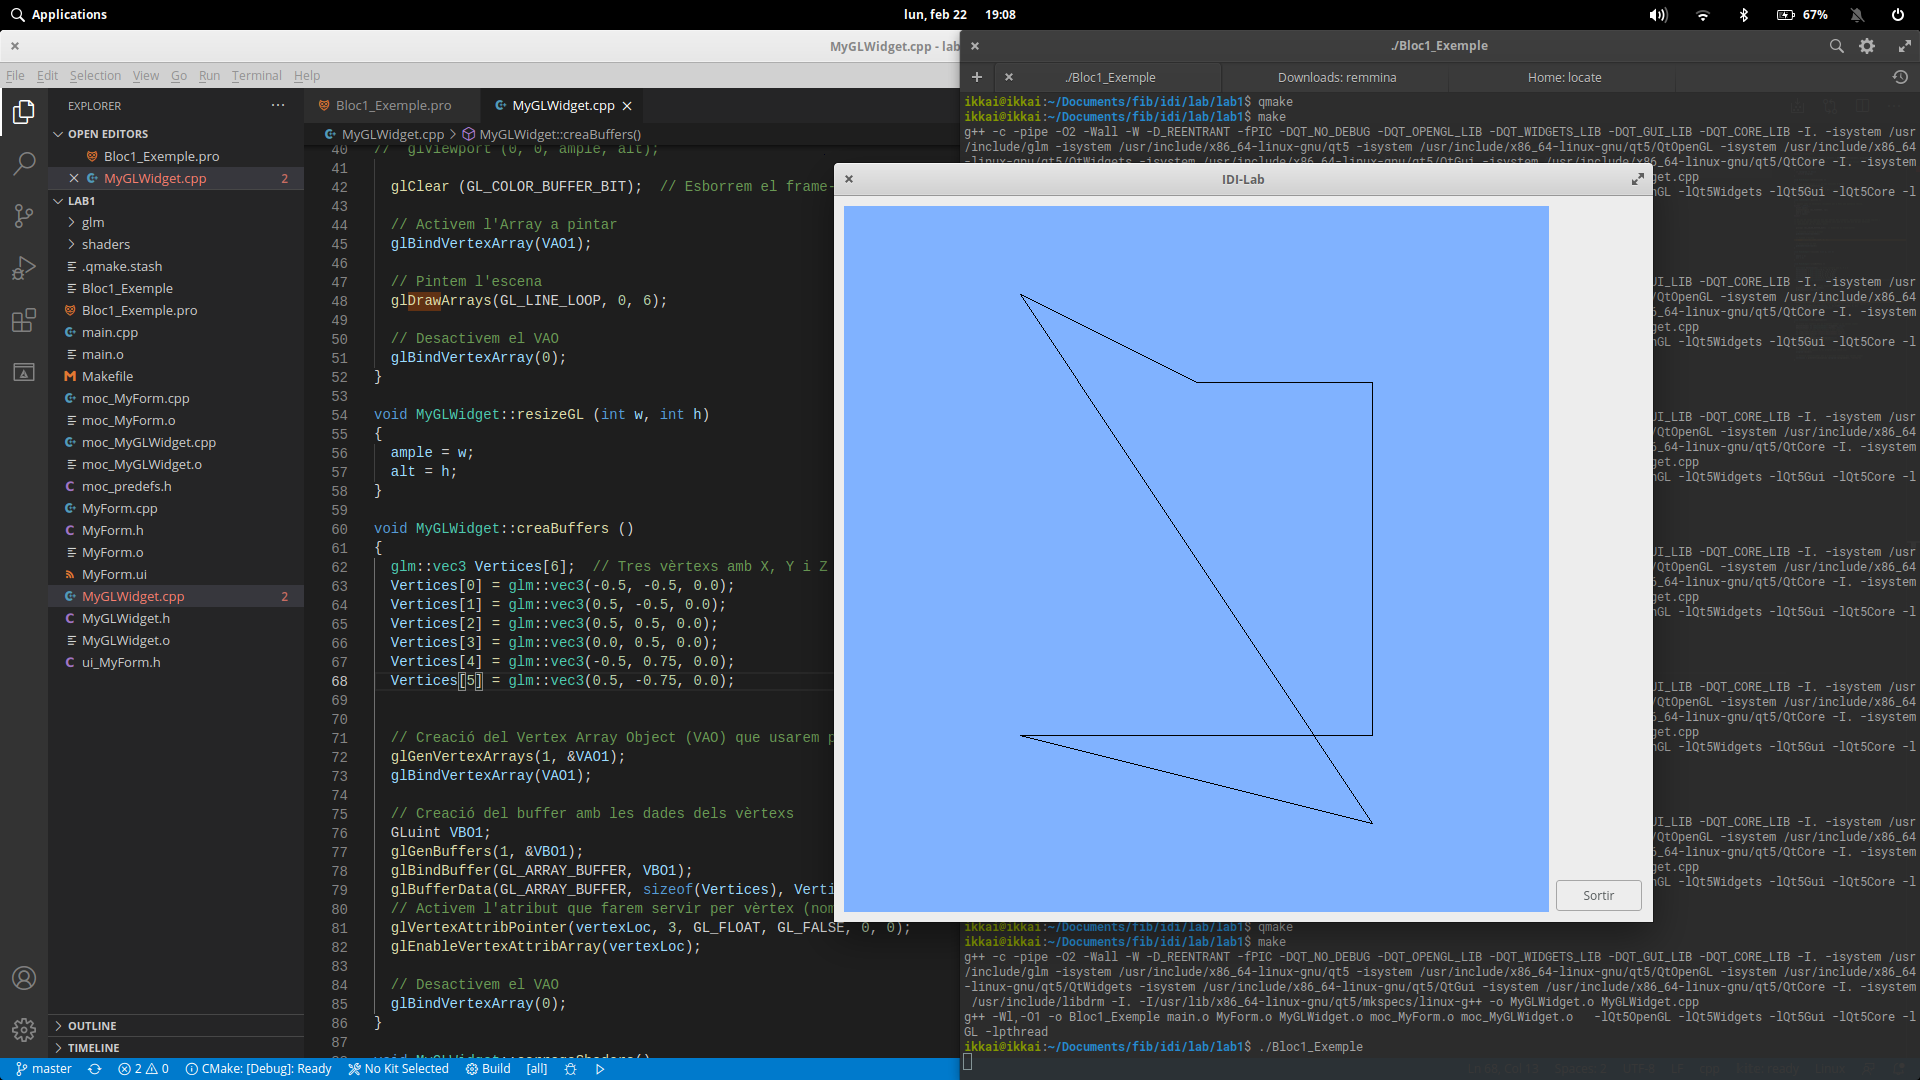 Applications
lun, feb 22 19:08
67%
MyGLWidget.cpp - lab
File Edit Selection View Go Run Terminal Help
EXPLORER
OPEN EDITORS
Bloc1_Exemple.pro
MyGLWidget.cpp 2
LAB1
glm
shaders
.qmake.stash
Bloc1_Exemple
Bloc1_Exemple.pro
main.cpp
main.o
Makefile
moc_MyForm.cpp
moc_MyForm.o
moc_MyGLWidget.cpp
moc_MyGLWidget.o
moc_predefs.h
MyForm.cpp
MyForm.h
MyForm.o
MyForm.ui
MyGLWidget.cpp 2
MyGLWidget.h
MyGLWidget.o
ui_MyForm.h
OUTLINE
TIMELINE
Bloc1_Exemple.pro MyGLWidget.cpp
MyGLWidget.cpp > MyGLWidget::creaBuffers()
40 // glViewport (0, 0, ample, alt);
41
42 glClear (GL_COLOR_BUFFER_BIT); // Esborrem el frame-
43
44 // Activem l'Array a pintar
45 glBindVertexArray(VAO1);
46
47 // Pintem l'escena
48 glDrawArrays(GL_LINE_LOOP, 0, 6);
49
50 // Desactivem el VAO
51 glBindVertexArray(0);
52 }
53
54 void MyGLWidget::resizeGL (int w, int h)
55 {
56 ample = w;
57 alt = h;
58 }
59
60 void MyGLWidget::creaBuffers ()
61 {
62 glm::vec3 Vertices[6]; // Tres vèrtexs amb X, Y i Z
63 Vertices[0] = glm::vec3(-0.5, -0.5, 0.0);
64 Vertices[1] = glm::vec3(0.5, -0.5, 0.0);
65 Vertices[2] = glm::vec3(0.5, 0.5, 0.0);
66 Vertices[3] = glm::vec3(0.0, 0.5, 0.0);
67 Vertices[4] = glm::vec3(-0.5, 0.75, 0.0);
68 Vertices[5] = glm::vec3(0.5, -0.75, 0.0);
69
70
71 // Creació del Vertex Array Object (VAO) que usarem p
72 glGenVertexArrays(1, &VAO1);
73 glBindVertexArray(VAO1);
74
75 // Creació del buffer amb les dades dels vèrtexs
76 GLuint VBO1;
77 glGenBuffers(1, &VBO1);
78 glBindBuffer(GL_ARRAY_BUFFER, VBO1);
79 glBufferData(GL_ARRAY_BUFFER, sizeof(Vertices), Verti
80 // Activem l'atribut que farem servir per vèrtex (nom
81 glVertexAttribPointer(vertexLoc, 3, GL_FLOAT, GL_FALSE, 0, 0);
82 glEnableVertexAttribArray(vertexLoc);
83
84 // Desactivem el VAO
85 glBindVertexArray(0);
86 }
87
master 2 0 CMake: [Debug]: Ready No Kit Selected Build [all]
./Bloc1_Exemple
./Bloc1_Exemple Downloads: remmina Home: locate
ikkai@ikkai:~/Documents/fib/idi/lab/lab1$ qmake
ikkai@ikkai:~/Documents/fib/idi/lab/lab1$ make
g++ -c -pipe -O2 -Wall -W -D_REENTRANT -fPIC -DQT_NO_DEBUG -DQT_OPENGL_LIB -DQT_WIDGETS_LIB -DQT_GUI_LIB -DQT_CORE_LIB -I. -isystem /usr
/include/glm -isystem /usr/include/x86_64-linux-gnu/qt5 -isystem /usr/include/x86_64-linux-gnu/qt5/QtOpenGL -isystem /usr/include/x86_64
-linux-gnu/qt5/QtWidgets -isystem /usr/include/x86_64-linux-gnu/qt5/QtGui -isystem /usr/include/x86_64-linux-gnu/qt5/QtCore -I. -isystem
IDI-Lab
Sortir
ikkai@ikkai:~/Documents/fib/idi/lab/lab1$ qmake
ikkai@ikkai:~/Documents/fib/idi/lab/lab1$ make
g++ -c -pipe -O2 -Wall -W -D_REENTRANT -fPIC -DQT_NO_DEBUG -DQT_OPENGL_LIB -DQT_WIDGETS_LIB -DQT_GUI_LIB -DQT_CORE_LIB -I. -isystem /usr
/include/glm -isystem /usr/include/x86_64-linux-gnu/qt5 -isystem /usr/include/x86_64-linux-gnu/qt5/QtOpenGL -isystem /usr/include/x86_64
-linux-gnu/qt5/QtWidgets -isystem /usr/include/x86_64-linux-gnu/qt5/QtGui -isystem /usr/include/x86_64-linux-gnu/qt5/QtCore -I. -isystem
/usr/include/libdrm -I. -I/usr/lib/x86_64-linux-gnu/qt5/mkspecs/linux-g++ -o MyGLWidget.o MyGLWidget.cpp
g++ -Wl,-O1 -o Bloc1_Exemple main.o MyForm.o MyGLWidget.o moc_MyForm.o moc_MyGLWidget.o -lQt5OpenGL -lQt5Widgets -lQt5Gui -lQt5Core -l
GL -lpthread
ikkai@ikkai:~/Documents/fib/idi/lab/lab1$ ./Bloc1_Exemple